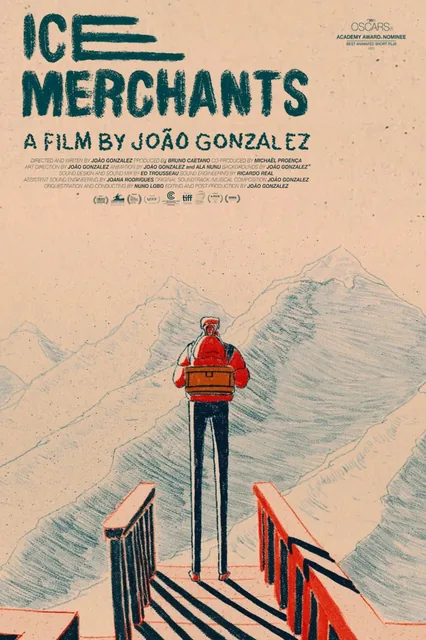 ICE
MERCHANTS
A FILM BY JOÃO GONZALEZ
DIRECTED AND WRITTEN BY JOÃO GONZALEZ PRODUCED BY BRUNO CAETANO CO-PRODUCED BY MICHAËL PROENÇA
ART DIRECTION BY JOÃO GONZALEZ ANIMATION BY JOÃO GONZALEZ and ALA NUNU BACKGROUNDS BY JOÃO GONZALEZ
SOUND DESIGN AND SOUND MIX BY ED TROUSSEAU SOUND ENGINEERING BY RICARDO REAL
ASSISTENT SOUND ENGINEERING BY JOANA RODRIGUES ORIGINAL SOUNDTRACK (MUSICAL COMPOSITION) JOÃO GONZALEZ
ORQUESTRATION AND CONDUCTING BY NUNO LOBO EDITING AND POST-PRODUCTION BY JOÃO GONZALEZ
tiff
OSCARS
ACADEMY AWARD NOMINEE
BEST ANIMATED SHORT FILM